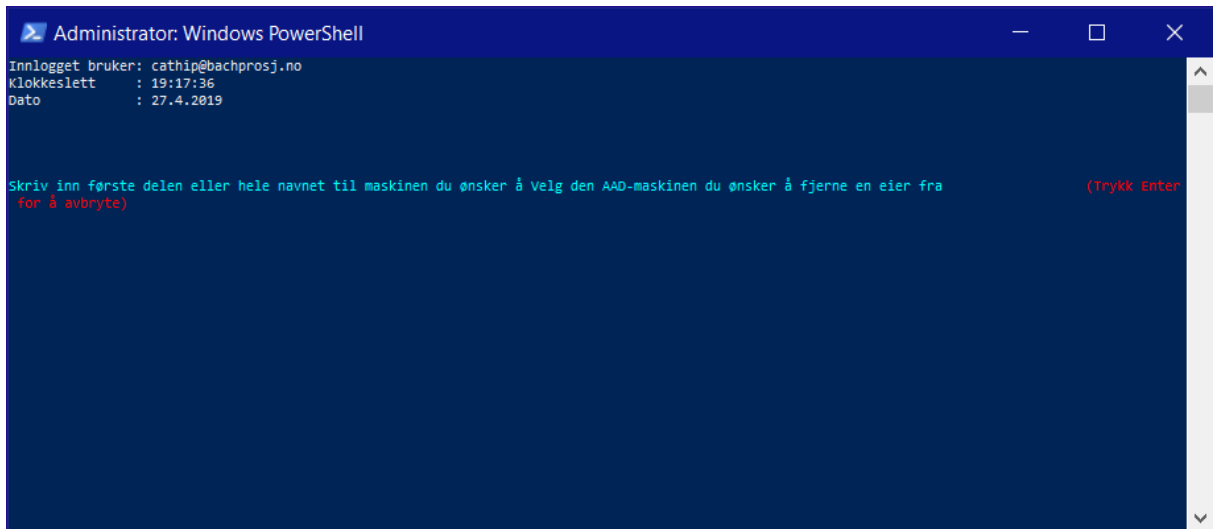 Administrator: Windows PowerShell
Innlogget bruker: cathip@bachprosj.no
Klokkeslett : 19:17:36
Dato : 27.4.2019
Skriv inn første delen eller hele navnet til maskinen du ønsker å Velg den AAD-maskinen du ønsker å fjerne en eier fra (Trykk Enter
for å avbryte)